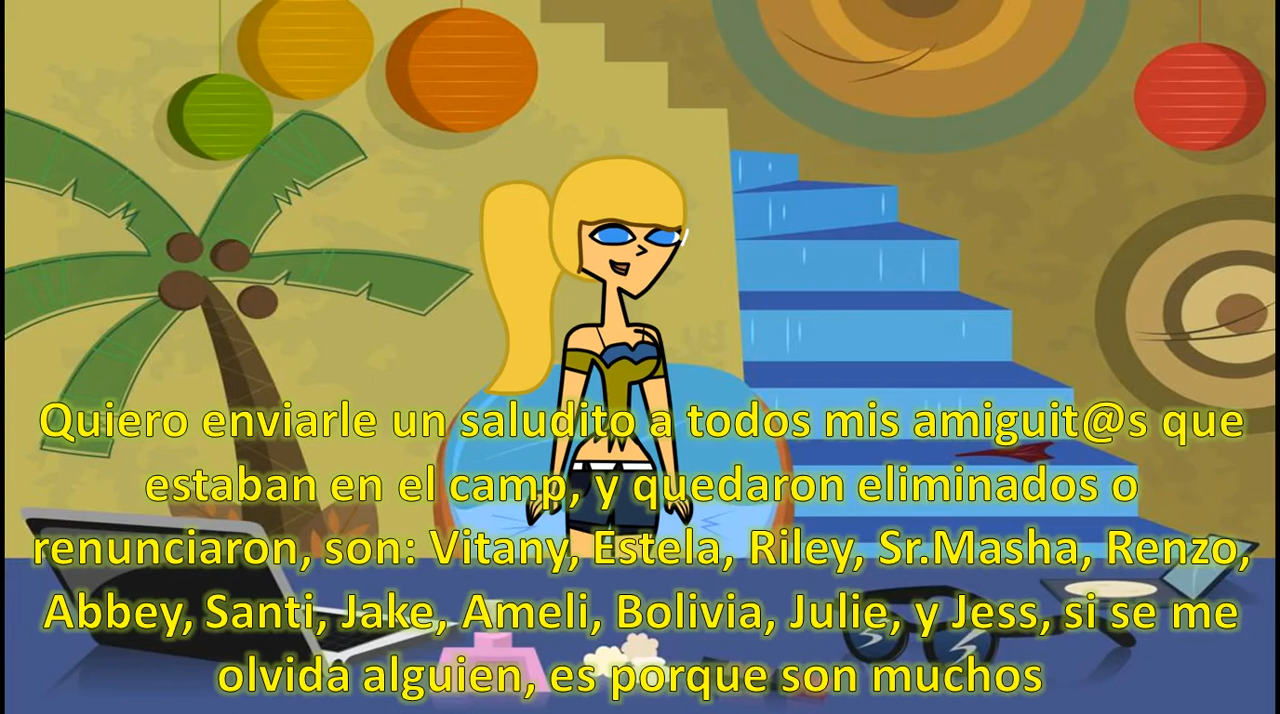 Quiero enviarle un saludito a todos mis amiguit@s que
estaban en el camp, y quedaron eliminados o
renunciaron, son: Vitany, Estela, Riley, Sr.Masha, Renzo,
Abbey, Santi, Jake, Ameli, Bolivia, Julie, y Jess, si se me
olvida alguien, es porque son muchos